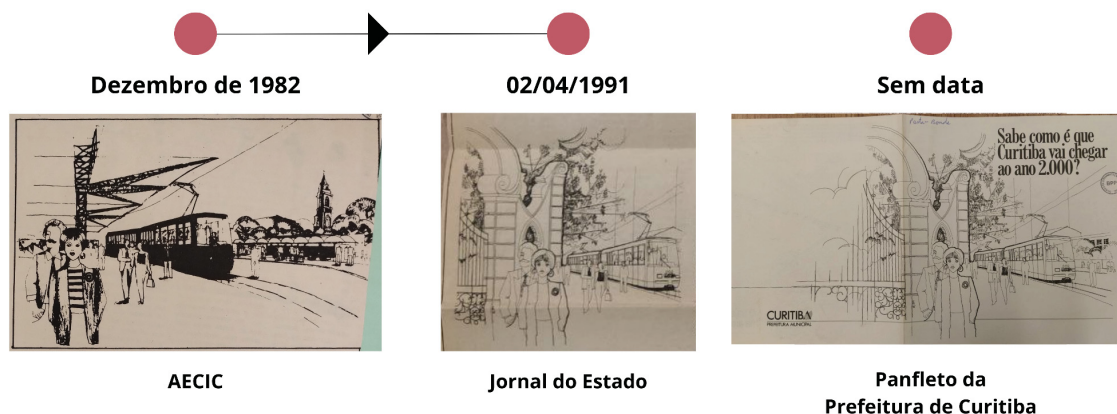 Dezembro de 1982
02/04/1991
Sem data
Sabe como é que
Curitiba vai chegar
ao ano 2.000?
CURITIBA
PREFEITURA MUNICIPAL
AECIC
Jornal do Estado
Panfleto da
Prefeitura de Curitiba